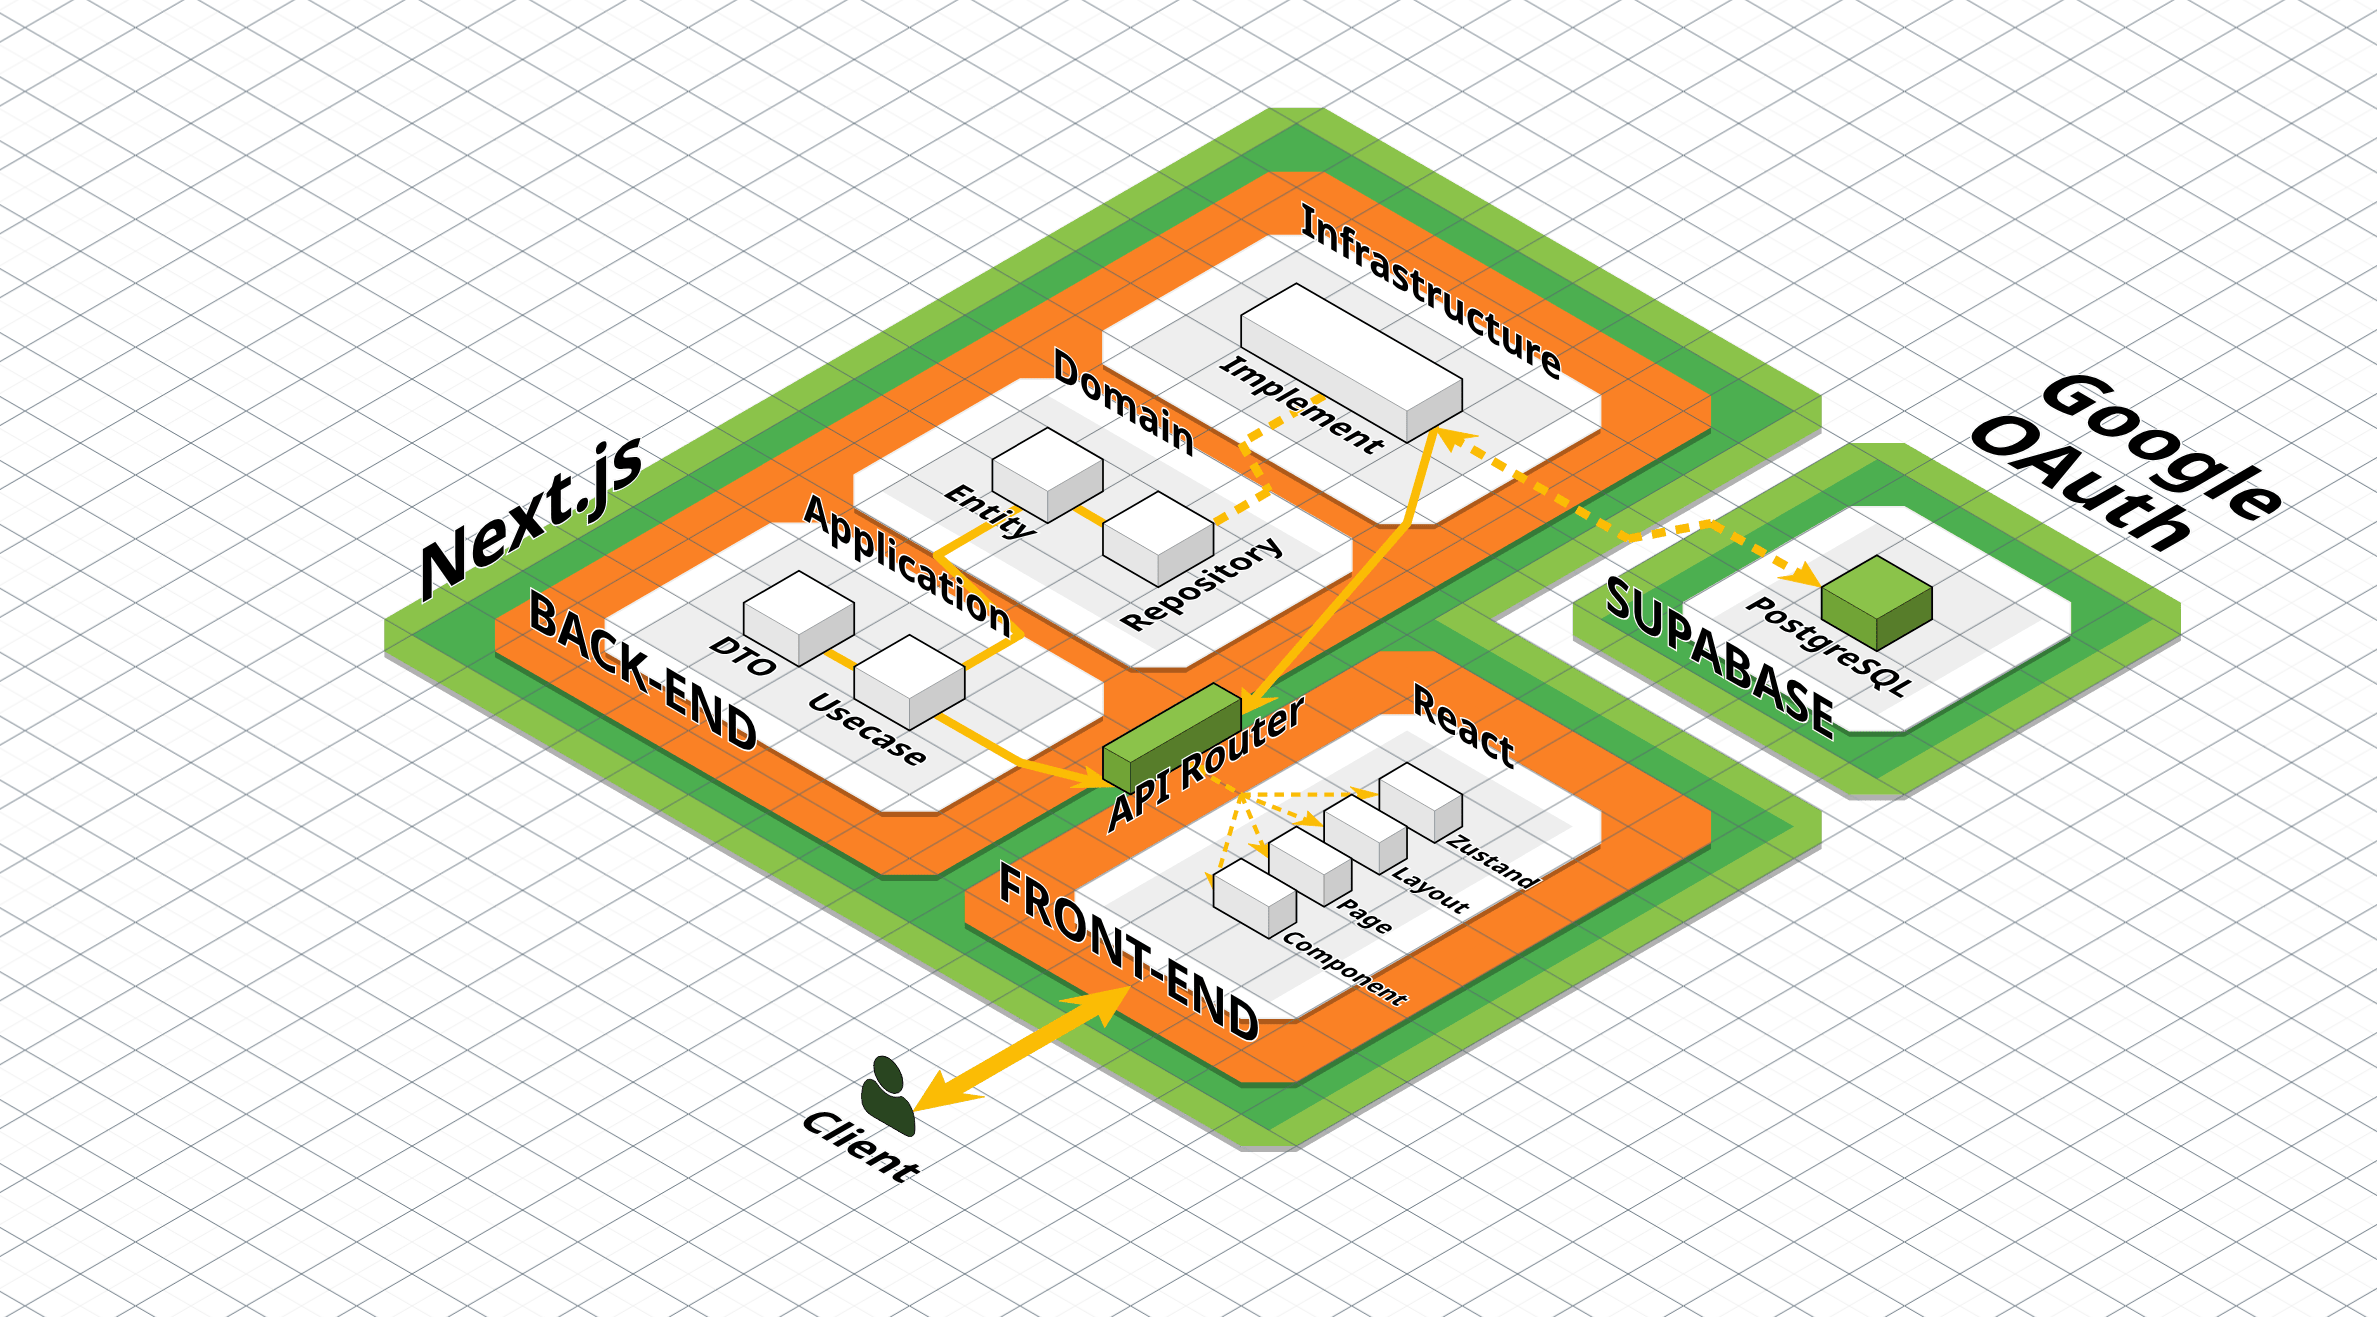 Infrastructure
Implement
Domain
Entity
Repository
Google
OAuth
Next.js
Application
BACK-END
DTO
Usecase
SUPABASE
PostgreSQL
API Router
React
Zustand
Layout
Page
Component
FRONT-END
Client